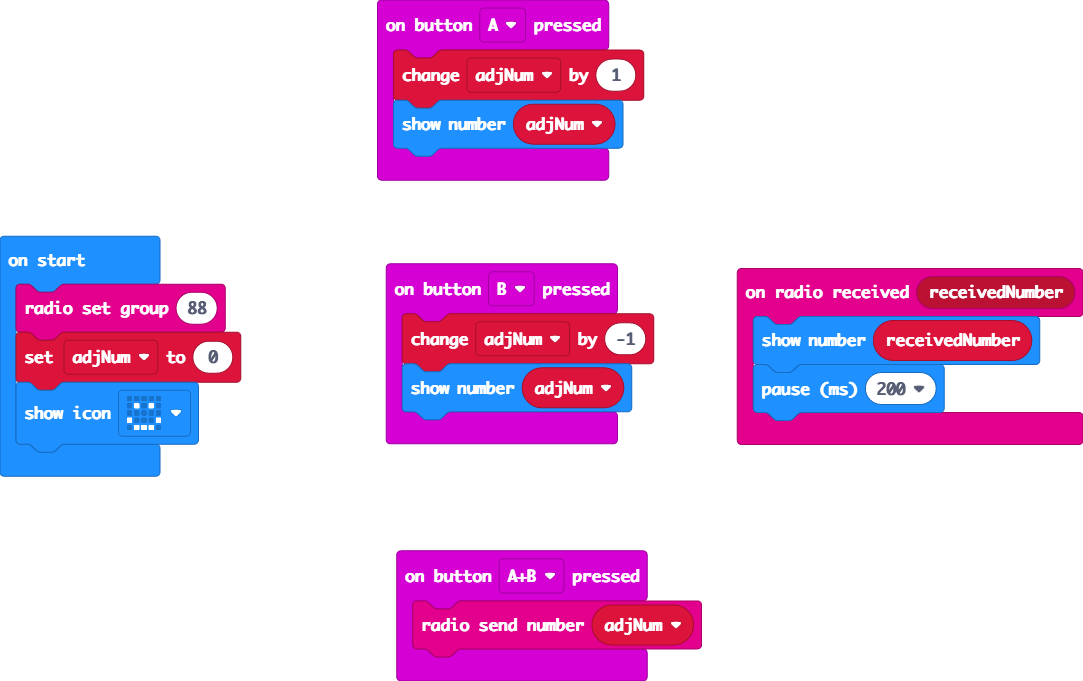 on button A pressed
change adjNum by 1
show number adjNum
on start
radio set group 88
set adjNum to 0
show icon
on button B pressed
change adjNum by -1
show number adjNum
on radio received receivedNumber
show number receivedNumber
pause (ms) 200
on button A+B pressed
radio send number adjNum